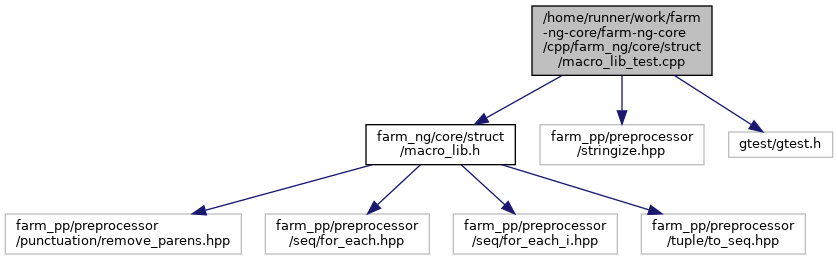 /home/runner/work/farm
-ng-core/farm-ng-core
/cpp/farm_ng/core/struct
/macro_lib_test.cpp
farm_ng/core/struct
/macro_lib.h
farm_pp/preprocessor
/stringize.hpp
gtest/gtest.h
farm_pp/preprocessor
/punctuation/remove_parens.hpp
farm_pp/preprocessor
/seq/for_each.hpp
farm_pp/preprocessor
/seq/for_each_i.hpp
farm_pp/preprocessor
/tuple/to_seq.hpp